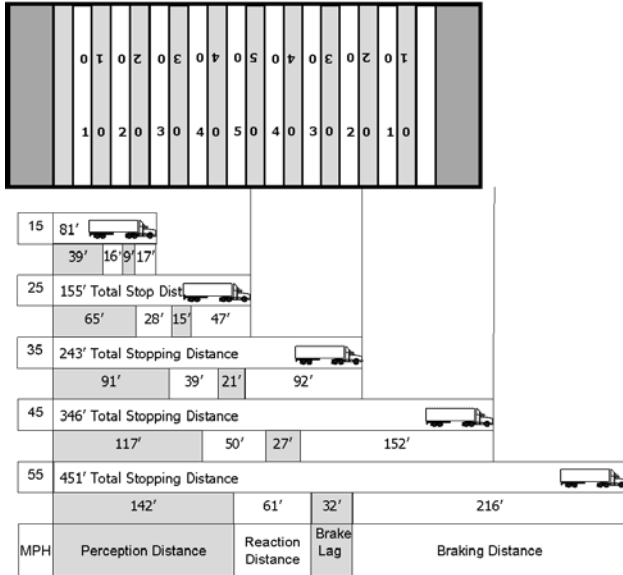 1 0 2 0 3 0 4 0 5 0 4 0 3 0 2 0 1 0
1 0 2 0 3 0 4 0 5 0 4 0 3 0 2 0 1 0
15 81'
39' 16' 9' 17'
25 155' Total Stop Dist
65' 28' 15' 47'
35 243' Total Stopping Distance
91' 39' 21' 92'
45 346' Total Stopping Distance
117' 50' 27' 152'
55 451' Total Stopping Distance
142' 61' 32' 216'
MPH Perception Distance Reaction Distance Brake Lag Braking Distance